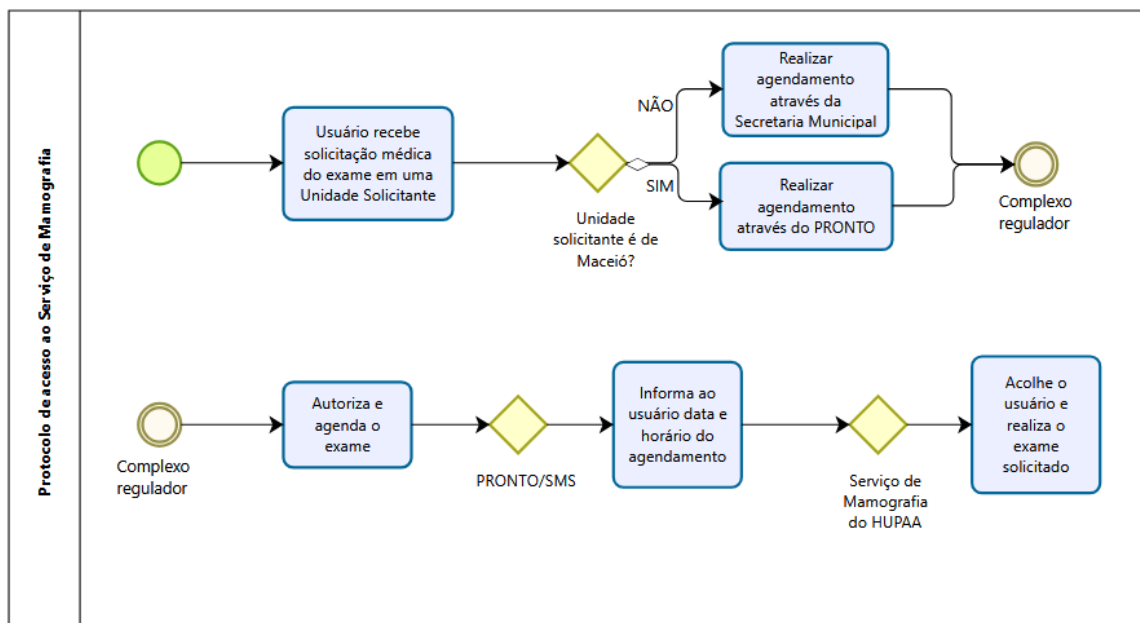 Protocolo de acesso ao Serviço de Mamografia
Usuário recebe
solicitação médica
do exame em uma
Unidade Solicitante
Unidade
solicitante é de
Maceió?
NÃO
SIM
Realizar
agendamento
através da
Secretaria Municipal
Realizar
agendamento
através do PRONTO
Complexo
regulador
Complexo
regulador
Autoriza e
agenda o
exame
PRONTO/SMS
Informa ao
usuário data e
horário do
agendamento
Serviço de
Mamografia
do HUPAA
Acolhe o
usuário e
realiza o
exame
solicitado